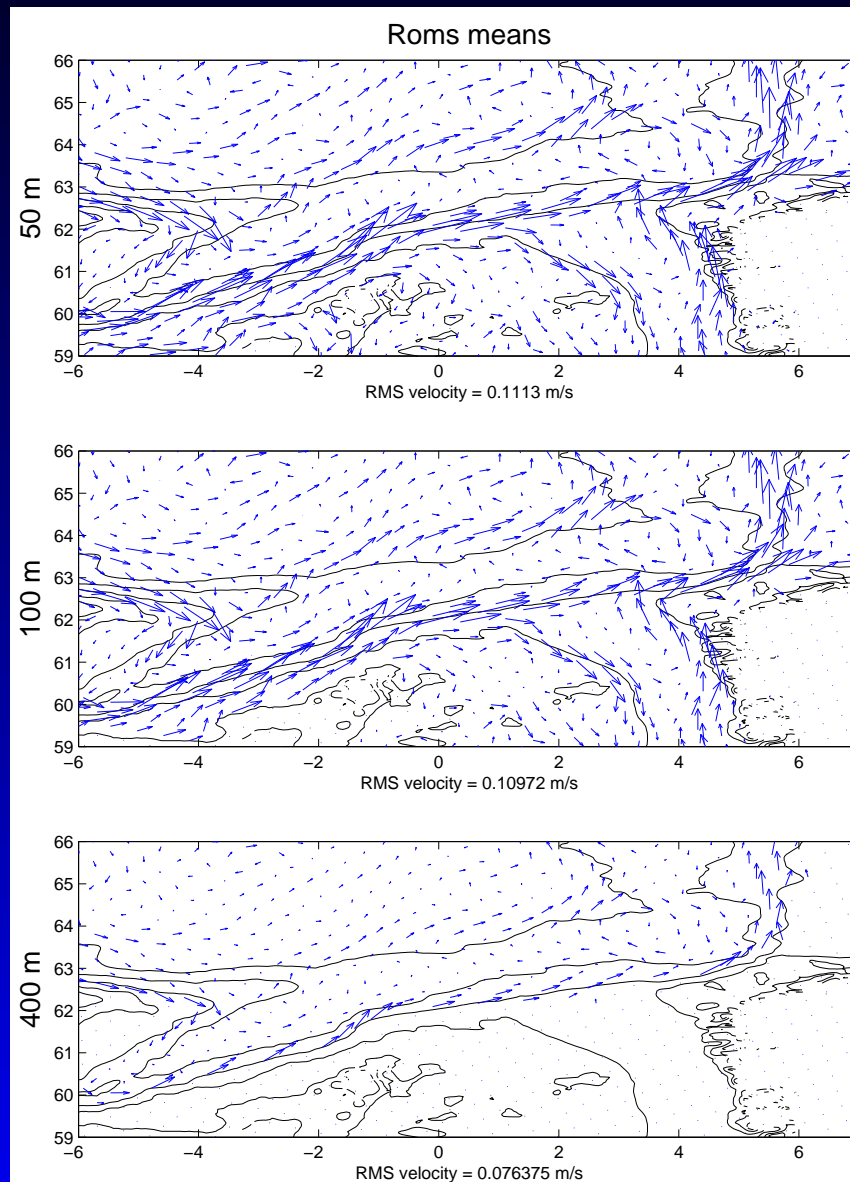 Roms means
66
65
64
63
62
61
60
59
50 m
−6 −4 −2 0 2 4 6
RMS velocity = 0.1113 m/s
66
65
64
63
62
61
60
59
100 m
−6 −4 −2 0 2 4 6
RMS velocity = 0.10972 m/s
66
65
64
63
62
61
60
59
400 m
−6 −4 −2 0 2 4 6
RMS velocity = 0.076375 m/s